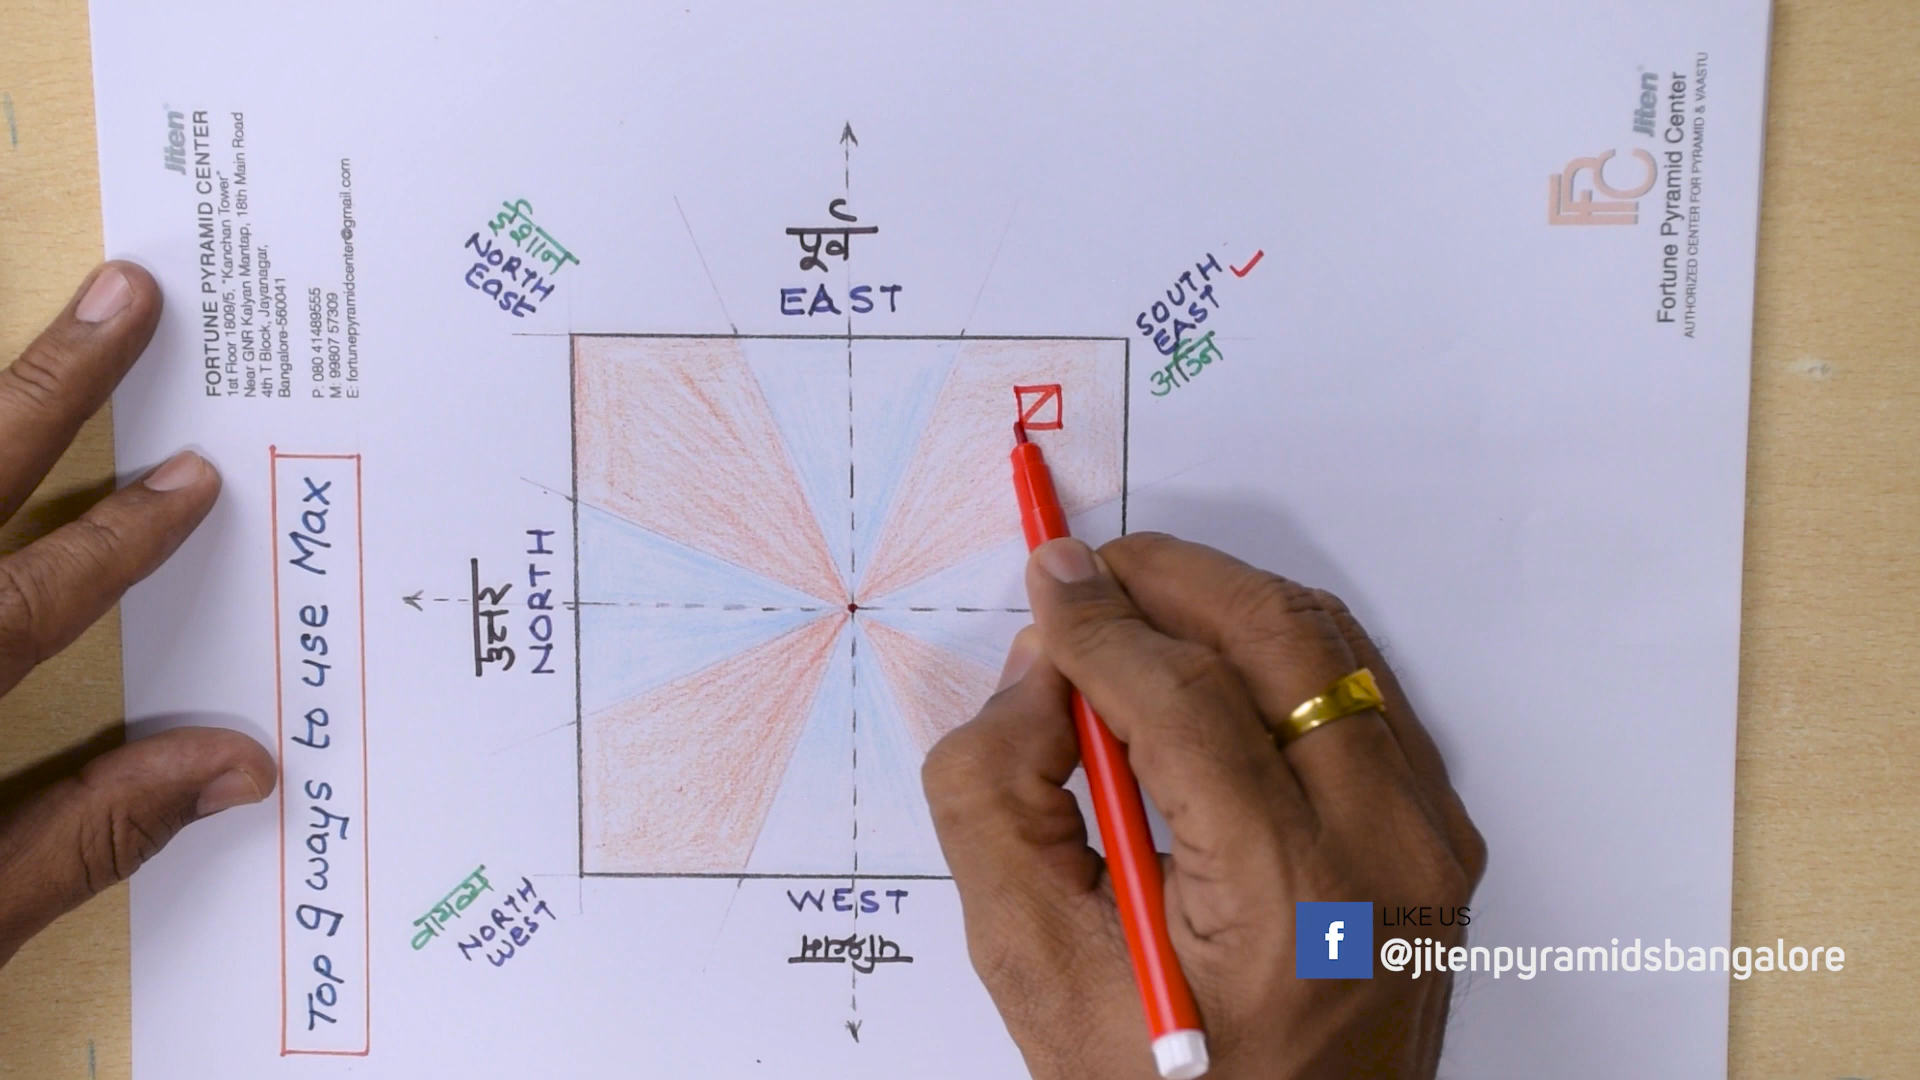 Jiten®
FORTUNE PYRAMID CENTER
1st Floor 1809/5, "Kanchan Tower"
Near GNR Kalyan Mantap, 18th Main Road
4th T Block, Jayanagar,
Bangalore-560041
P. 080 41489555
M: 99807 57309
E: fortunepyramidcenter@gmail.com
Top 9 ways to use Max
ईशान
NORTH
East
पूर्व
EAST
SOUTH
EAST
अग्नि
उत्तर
NORTH
वायव्य
NORTH
West
WEST
पश्चिम
FPC Jiten®
Fortune Pyramid Center
AUTHORIZED CENTER FOR PYRAMID & VAASTU
f LIKE US
@jitenpyramidsbangalore